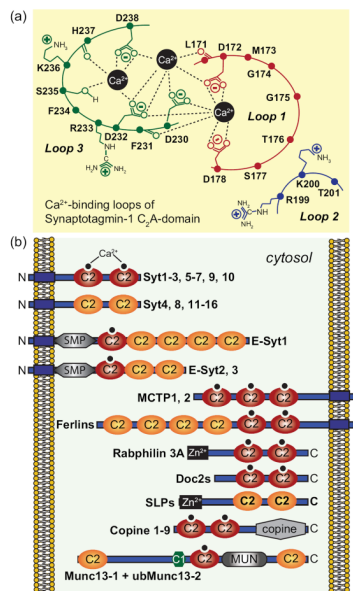 (a)
H237
D238
Ca²⁺
L171
D172
M173
G174
NH₃
K236
Ca²⁺
S235
H
G175
F234
Ca²⁺
Loop 1
R233
D232
T176
Loop 3
F231
D230
S177
NH₃
H₂N
NH₂
D178
K200
T201
R199
Ca²⁺-binding loops of
Synaptotagmin-1 C₂A-domain
Loop 2
(b)
cytosol
Ca²⁺
N C2 C2 Syt1-3, 5-7, 9, 10
N C2 C2 Syt4, 8, 11-16
N SMP C2 C2 C2 C2 C2 E-Syt1
N SMP C2 C2 C2 E-Syt2, 3
MCTP1, 2 C2 C2 C2
Ferlins C2 C2 C2 C2 C2 C2 C
Rabphilin 3A Zn²⁺ C2 C2 C
Doc2s C2 C2 C
SLPs Zn²⁺ C2 C2 C
Copine 1-9 C2 C2 copine C
C2 C1 C2 MUN C2 C
Munc13-1 + ubMunc13-2